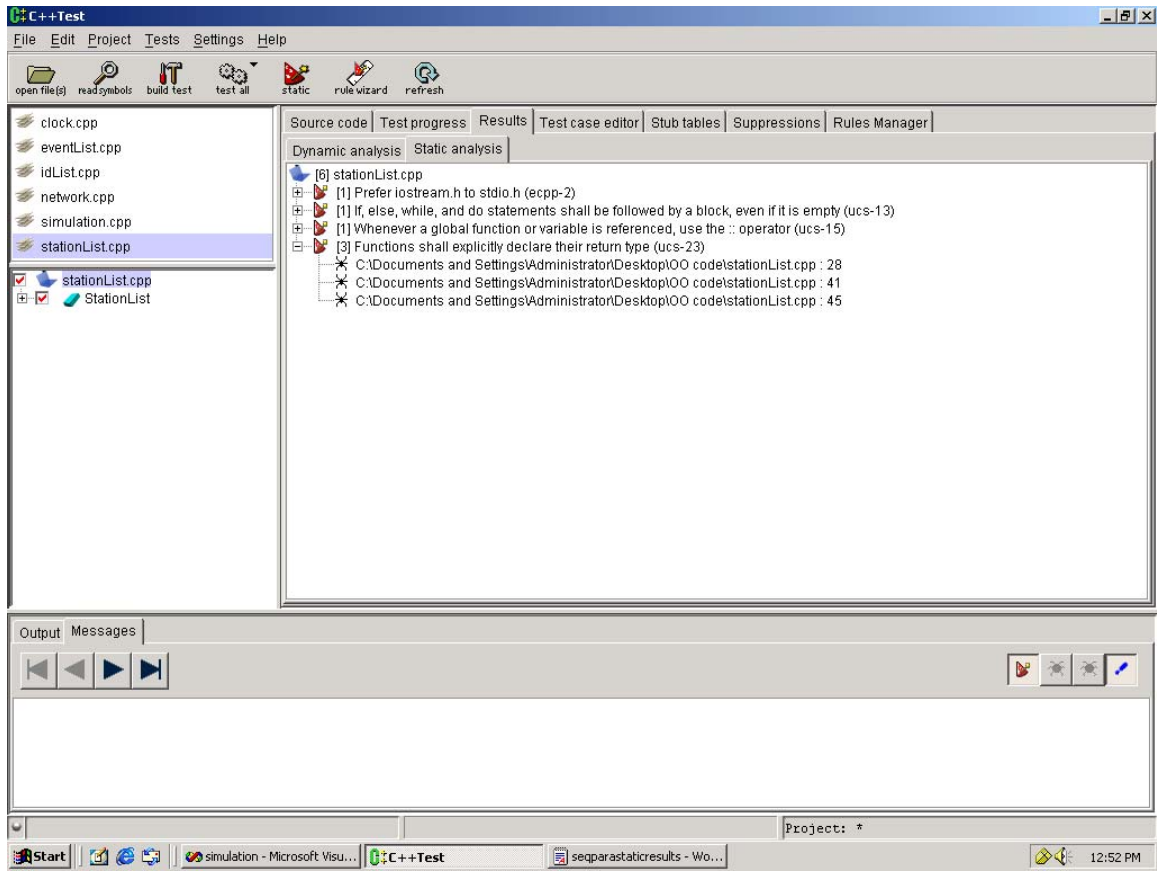 C++Test
File Edit Project Tests Settings Help
open file(s) read symbols build test test all static rule wizard refresh
clock.cpp
eventList.cpp
idList.cpp
network.cpp
simulation.cpp
stationList.cpp
stationList.cpp
StationList
Source code Test progress Results Test case editor Stub tables Suppressions Rules Manager
Dynamic analysis Static analysis
[6] stationList.cpp
[1] Prefer iostream.h to stdio.h (ecpp-2)
[1] If, else, while, and do statements shall be followed by a block, even if it is empty (ucs-13)
[1] Whenever a global function or variable is referenced, use the :: operator (ucs-15)
[3] Functions shall explicitly declare their return type (ucs-23)
C:\Documents and Settings\Administrator\Desktop\OO code\stationList.cpp : 28
C:\Documents and Settings\Administrator\Desktop\OO code\stationList.cpp : 41
C:\Documents and Settings\Administrator\Desktop\OO code\stationList.cpp : 45
Output Messages
Project: *
Start simulation - Microsoft Visu... C++Test seqparastaticresults - Wo... 12:52 PM